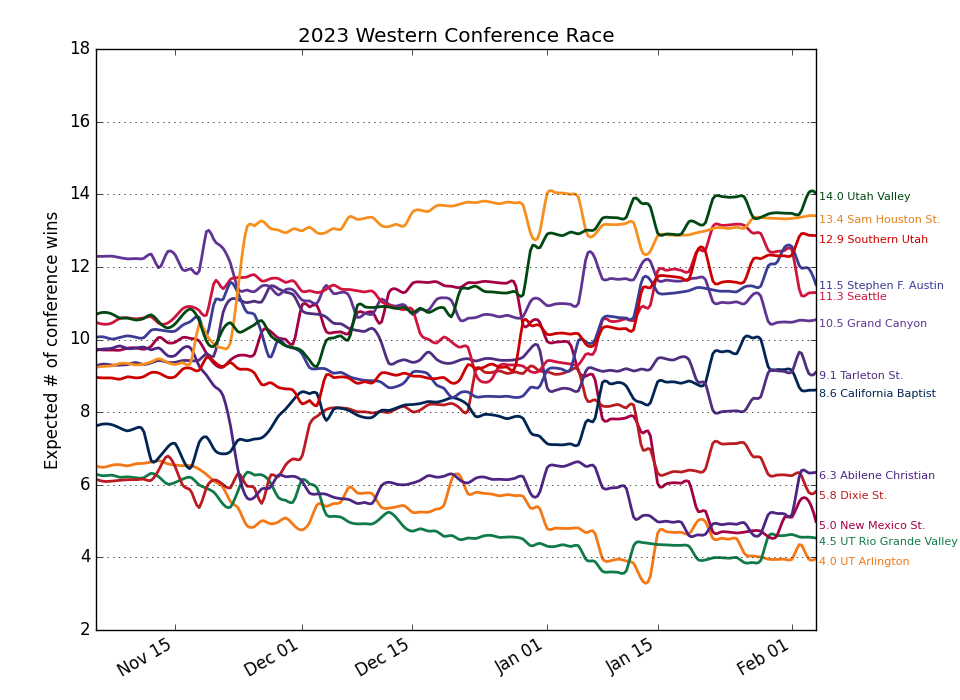 2023 Western Conference Race
Expected # of conference wins
18
16
14
12
10
8
6
4
2
Nov 15
Dec 01
Dec 15
Jan 01
Jan 15
Feb 01
14.0 Utah Valley
13.4 Sam Houston St.
12.9 Southern Utah
11.5 Stephen F. Austin
11.3 Seattle
10.5 Grand Canyon
9.1 Tarleton St.
8.6 California Baptist
6.3 Abilene Christian
5.8 Dixie St.
5.0 New Mexico St.
4.5 UT Rio Grande Valley
4.0 UT Arlington